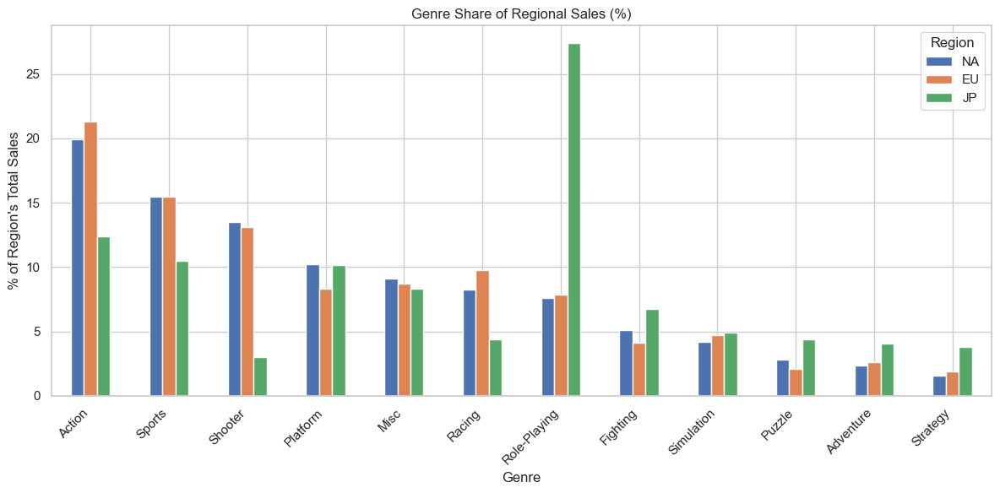 Genre Share of Regional Sales (%)
Region
NA
EU
JP
% of Region's Total Sales
25
20
15
10
5
0
Action
Sports
Shooter
Platform
Misc
Racing
Role-Playing
Fighting
Simulation
Puzzle
Adventure
Strategy
Genre